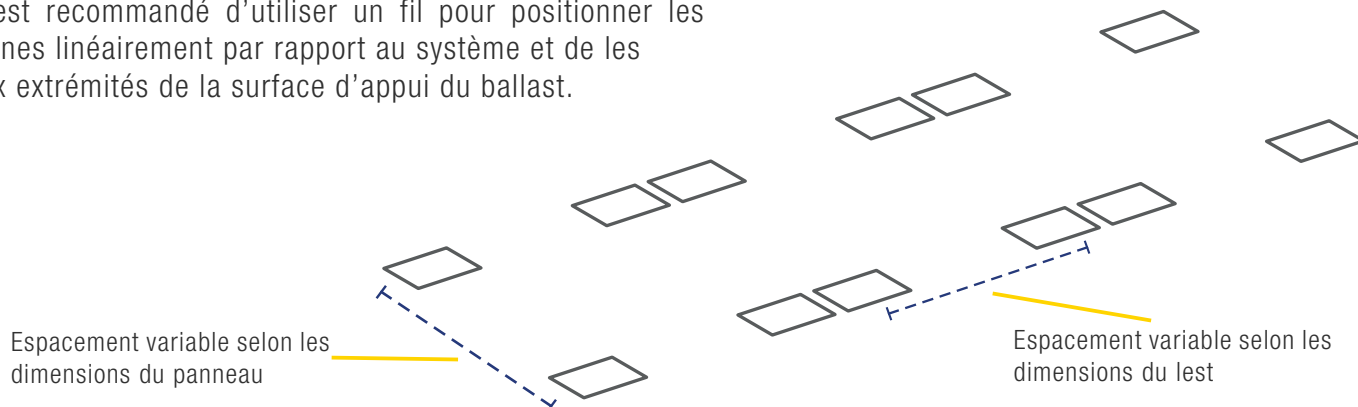 est recommandé d'utiliser un fil pour positionner les
nes linéairement par rapport au système et de les
x extrémités de la surface d'appui du ballast.
Espacement variable selon les
dimensions du panneau
Espacement variable selon les
dimensions du lest